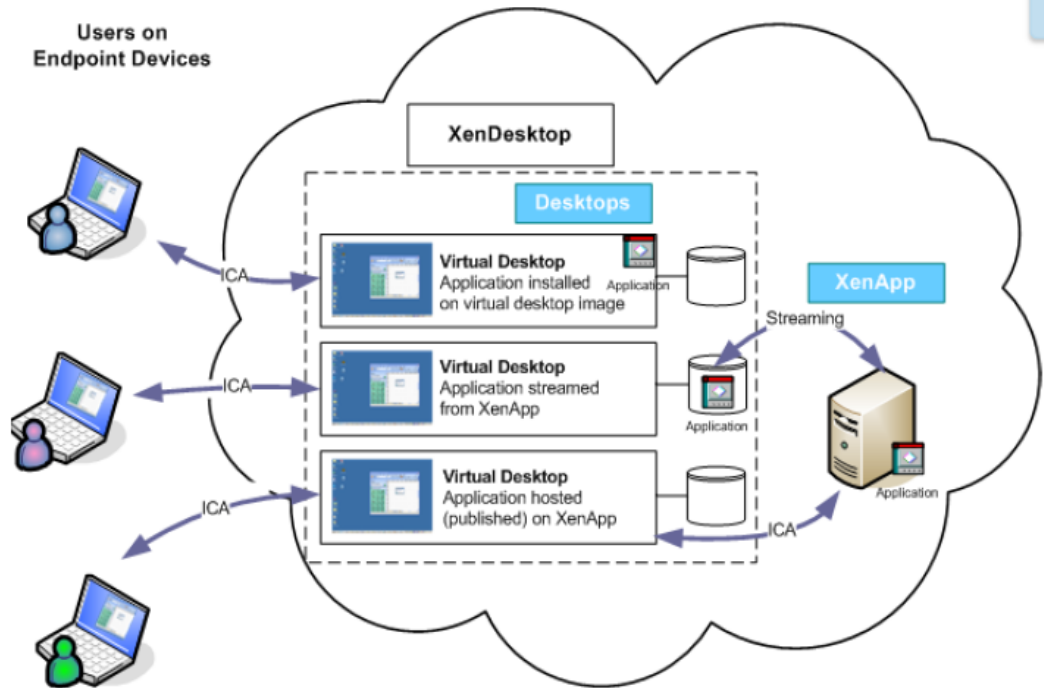 Users on
Endpoint Devices
XenDesktop
Desktops
Virtual Desktop
Application installed
on virtual desktop image
Application
ICA
XenApp
Streaming
Virtual Desktop
Application streamed
from XenApp
Application
ICA
Virtual Desktop
Application hosted
(published) on XenApp
Application
ICA
ICA